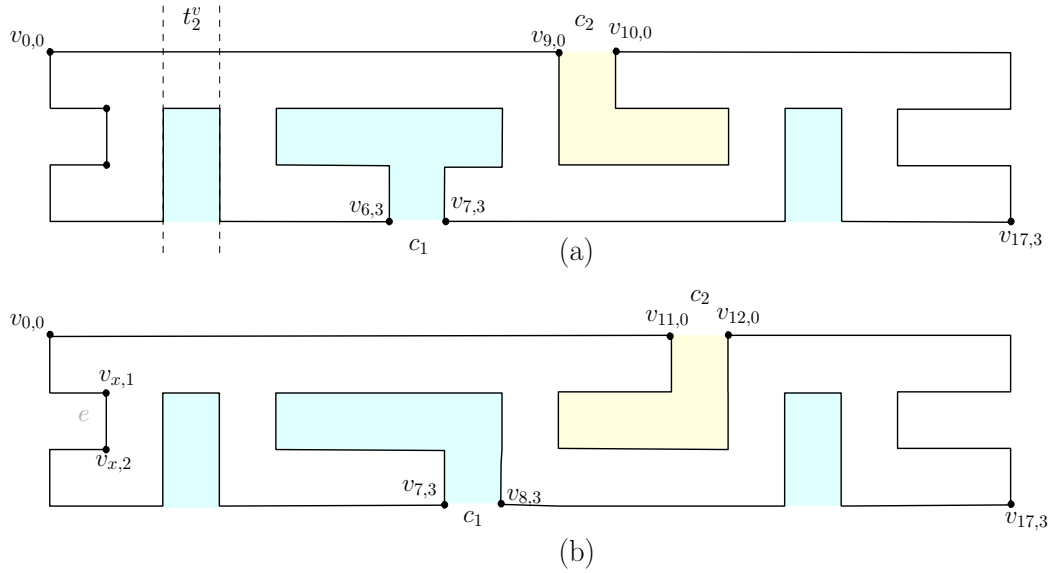 t_2^v
c_2
v_{0,0}
v_{9,0}
v_{10,0}
v_{6,3}
v_{7,3}
c_1
v_{17,3}
(a)
c_2
v_{0,0}
v_{11,0}
v_{12,0}
v_{x,1}
e
v_{x,2}
v_{7,3}
v_{8,3}
c_1
v_{17,3}
(b)